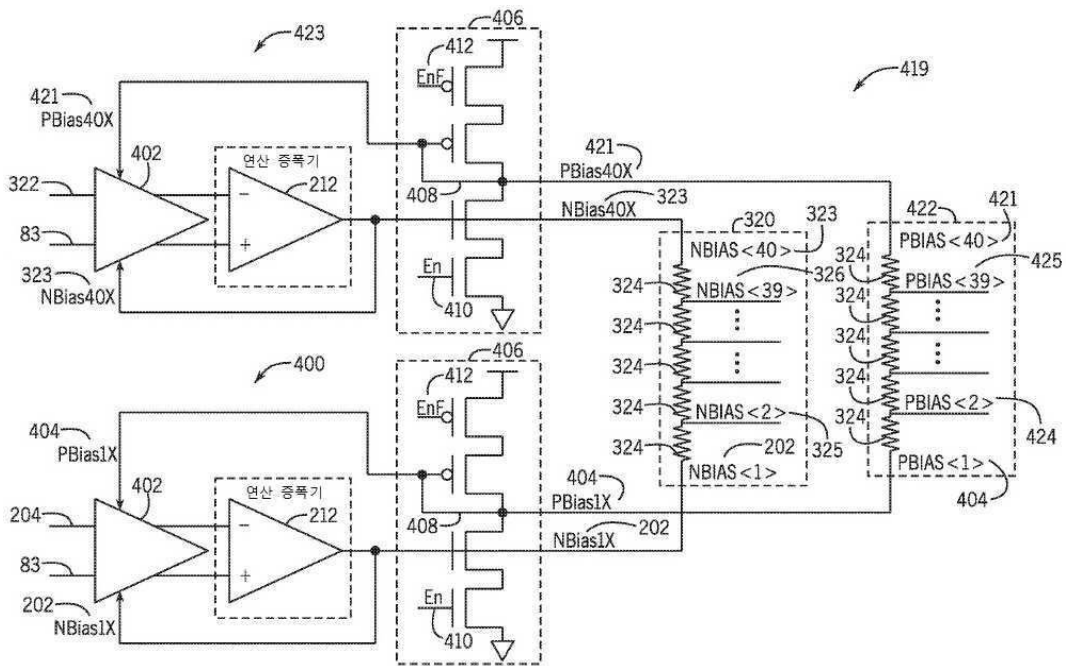 423
406
412
EnF
419
421
PBias40X
402
연산 증폭기
212
421
PBias40X
322
408
NBias40X
323
422
421
320
PBIAS<40>
83
NBIAS<40>
323
324
425
323
NBias40X
En
410
324
326
NBIAS<39>
PBIAS<39>
324
324
324
324
400
406
412
EnF
324
324
PBIAS<2>
404
PBias1X
324
NBIAS<2>
324
424
324
202
325
NBIAS<1>
402
연산 증폭기
212
404
PBias1X
PBIAS<1>
404
204
408
NBias1X
202
83
202
NBias1X
En
410